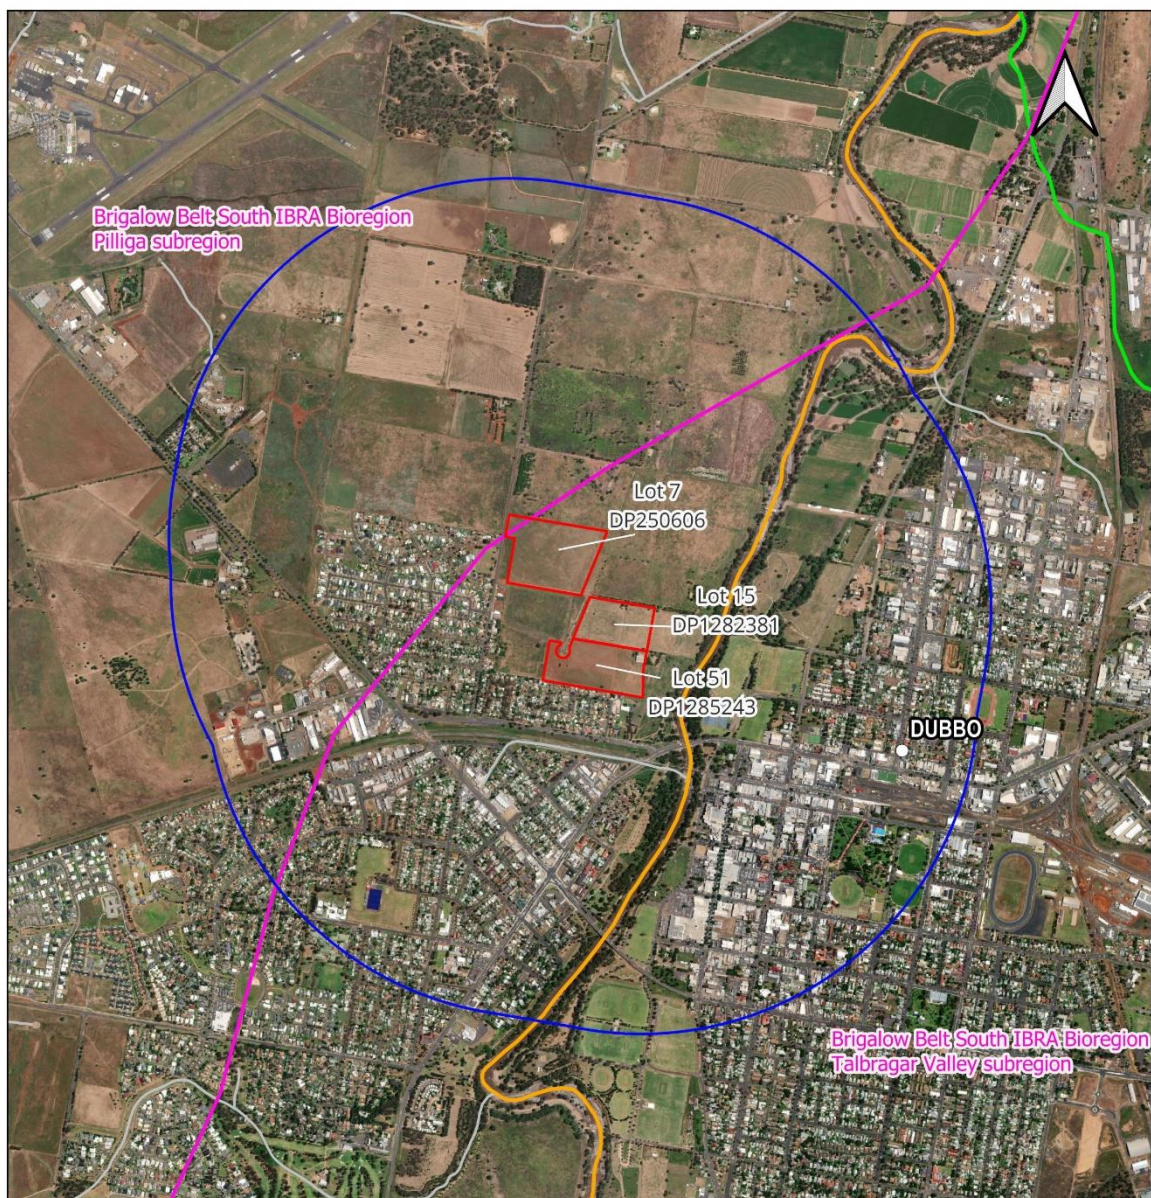 Brigalow Belt South IBRA Bioregion
Pilliga subregion
Lot 7
DP250606
Lot 15
DP1282381
Lot 51
DP1285243
DUBBO
Brigalow Belt South IBRA Bioregion
Talbragar Valley subregion